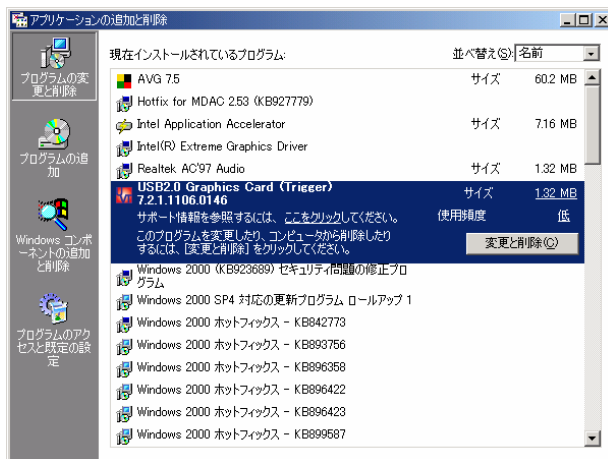 アプリケーションの追加と削除
プログラムの変
更と削除
プログラムの追
加
Windows コンポ
ーネントの追加
と削除
プログラムのアク
セスと既定の設
定
現在インストールされているプログラム:
並べ替え(S): 名前
AVG 7.5 サイズ 60.2 MB
Hotfix for MDAC 2.53 (KB927779)
Intel Application Accelerator サイズ 7.16 MB
Intel(R) Extreme Graphics Driver
Realtek AC'97 Audio サイズ 1.32 MB
USB2.0 Graphics Card (Trigger)
7.2.1.1106.0146 サイズ 1.32 MB
サポート情報を参照するには、ここをクリックしてください。 使用頻度 低
このプログラムを変更したり、コンピュータから削除したり
するには、[変更と削除] をクリックしてください。 変更と削除(C)
Windows 2000 (KB923689) セキュリティ問題の修正プロ
グラム
Windows 2000 SP4 対応の更新プログラム ロールアップ 1
Windows 2000 ホットフィックス - KB842773
Windows 2000 ホットフィックス - KB893756
Windows 2000 ホットフィックス - KB896358
Windows 2000 ホットフィックス - KB896422
Windows 2000 ホットフィックス - KB896423
Windows 2000 ホットフィックス - KB899587